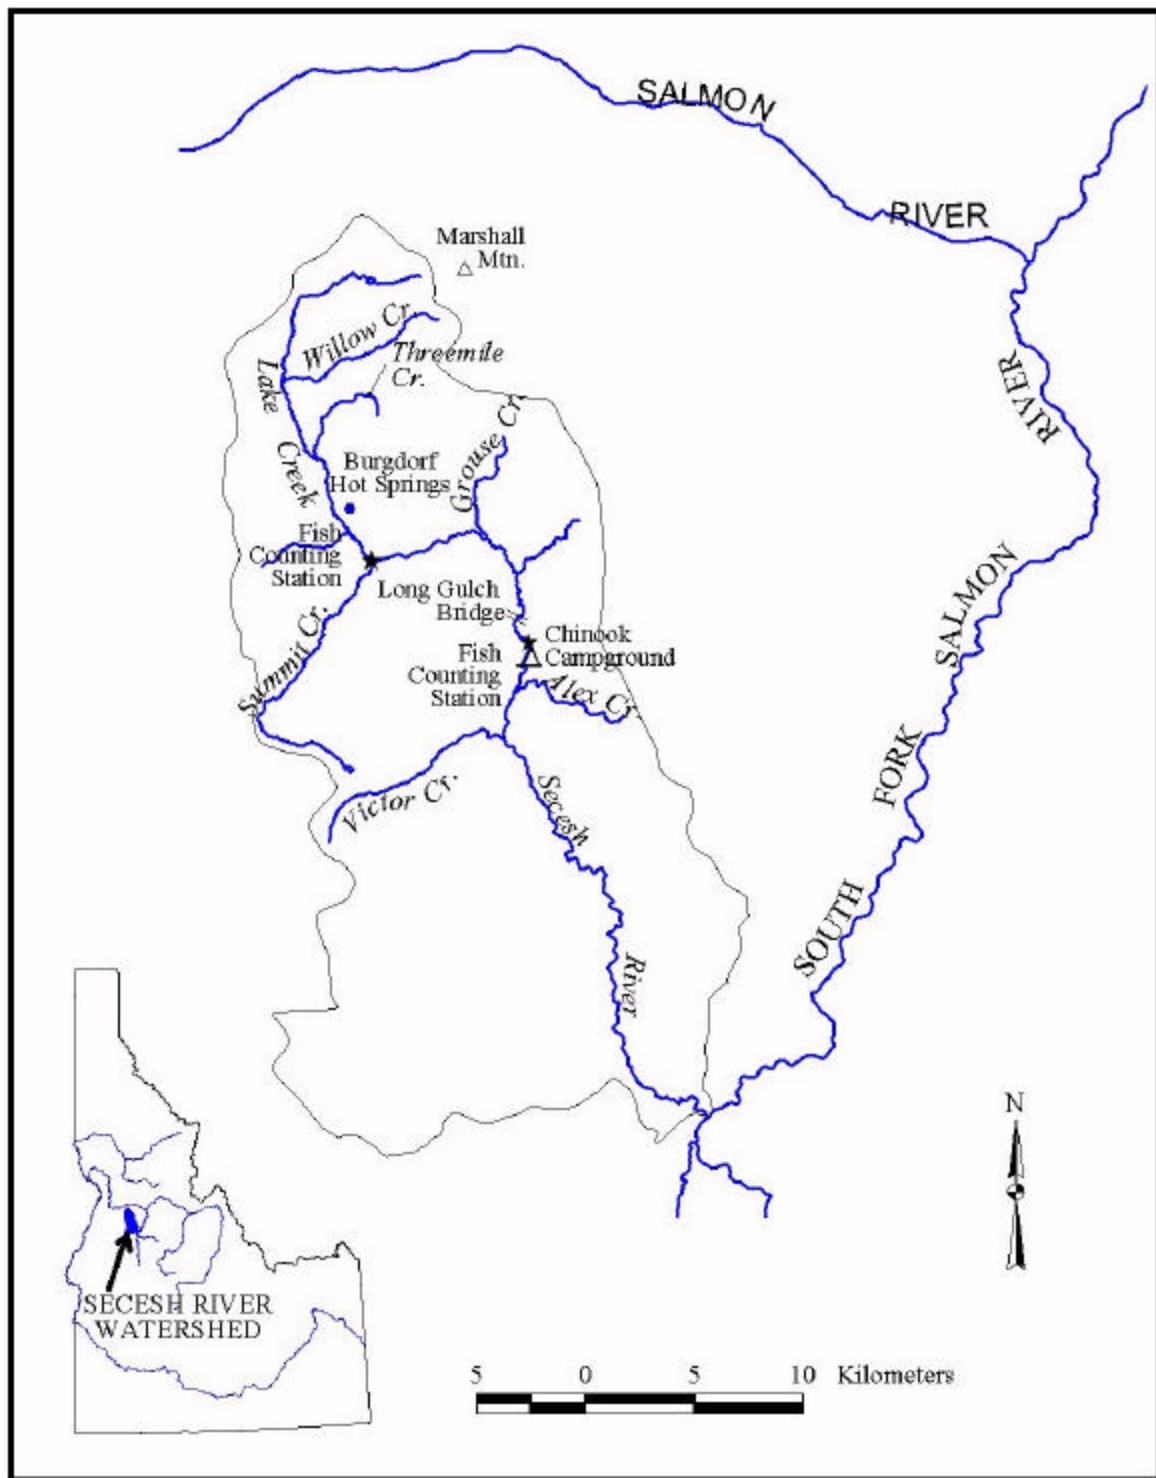 SALMON
RIVER
Marshall
Mtn.
Willow Cr.
Threemile
Cr.
Lake
Creek
Grouse Cr.
Burgdorf
Hot Springs
Fish
Counting
Station
Long Gulch
Bridge
Chinook
Campground
Fish
Counting
Station
Summit Cr.
Alex Cr.
Victor Cr.
Secesh
River
SOUTH
FORK
SALMON
RIVER
SECESH RIVER
WATERSHED
N
5 0 5 10 Kilometers